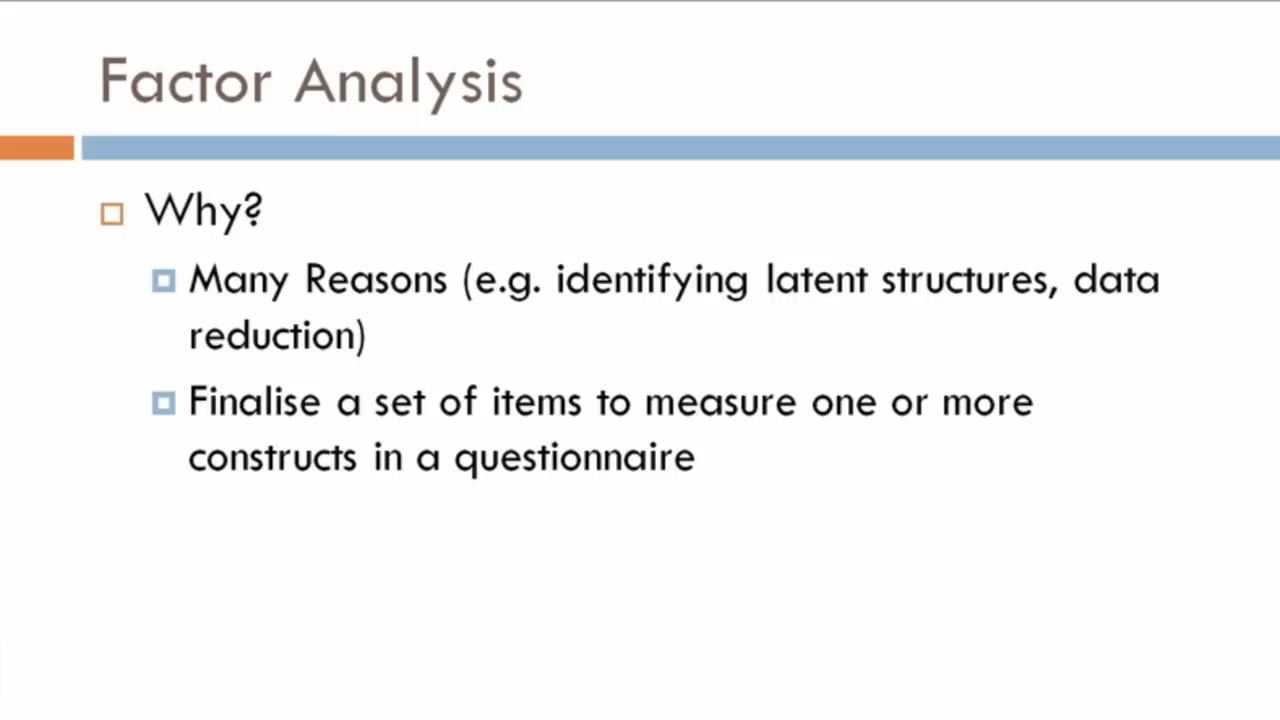 Factor Analysis
Why?
Many Reasons (e.g. identifying latent structures, data
reduction)
Finalise a set of items to measure one or more
constructs in a questionnaire